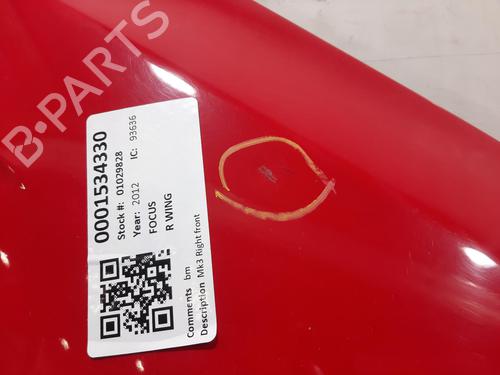 B-PARTS
0001534330
Stock #: 01029828
Year: 2012 IC: 93636
FOCUS
R WING
Comments bm
Description Mk3 Right front